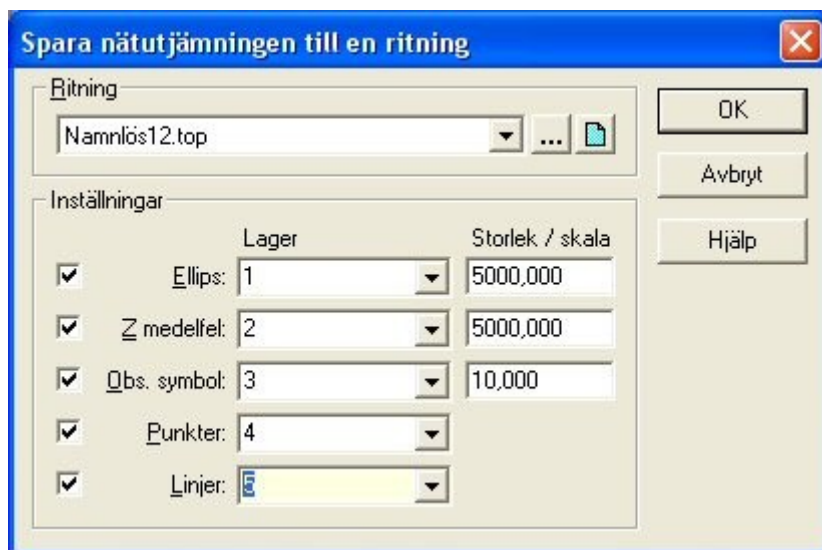 Spara nätutjämningen till en ritning
Ritning
Namnlös12.top
...
OK
Avbryt
Hjälp
Inställningar
Lager Storlek / skala
Ellips: 1 5000,000
Z medelfel: 2 5000,000
Obs. symbol: 3 10,000
Punkter: 4
Linjer: 5